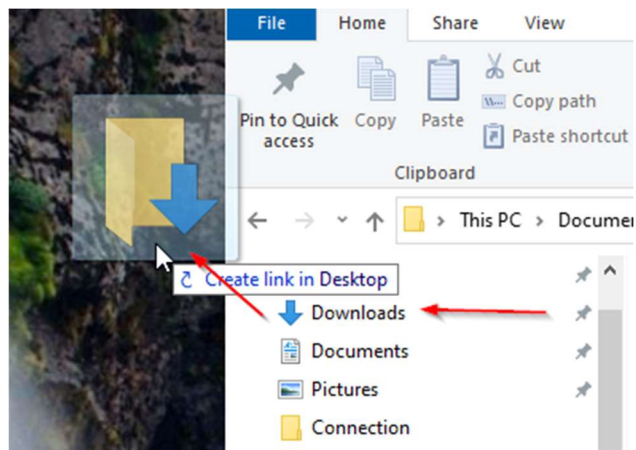 File Home Share View
Pin to Quick access
Copy
Paste
Cut
Copy path
Paste shortcut
Clipboard
This PC > Documen
Create link in Desktop
Downloads
Documents
Pictures
Connection